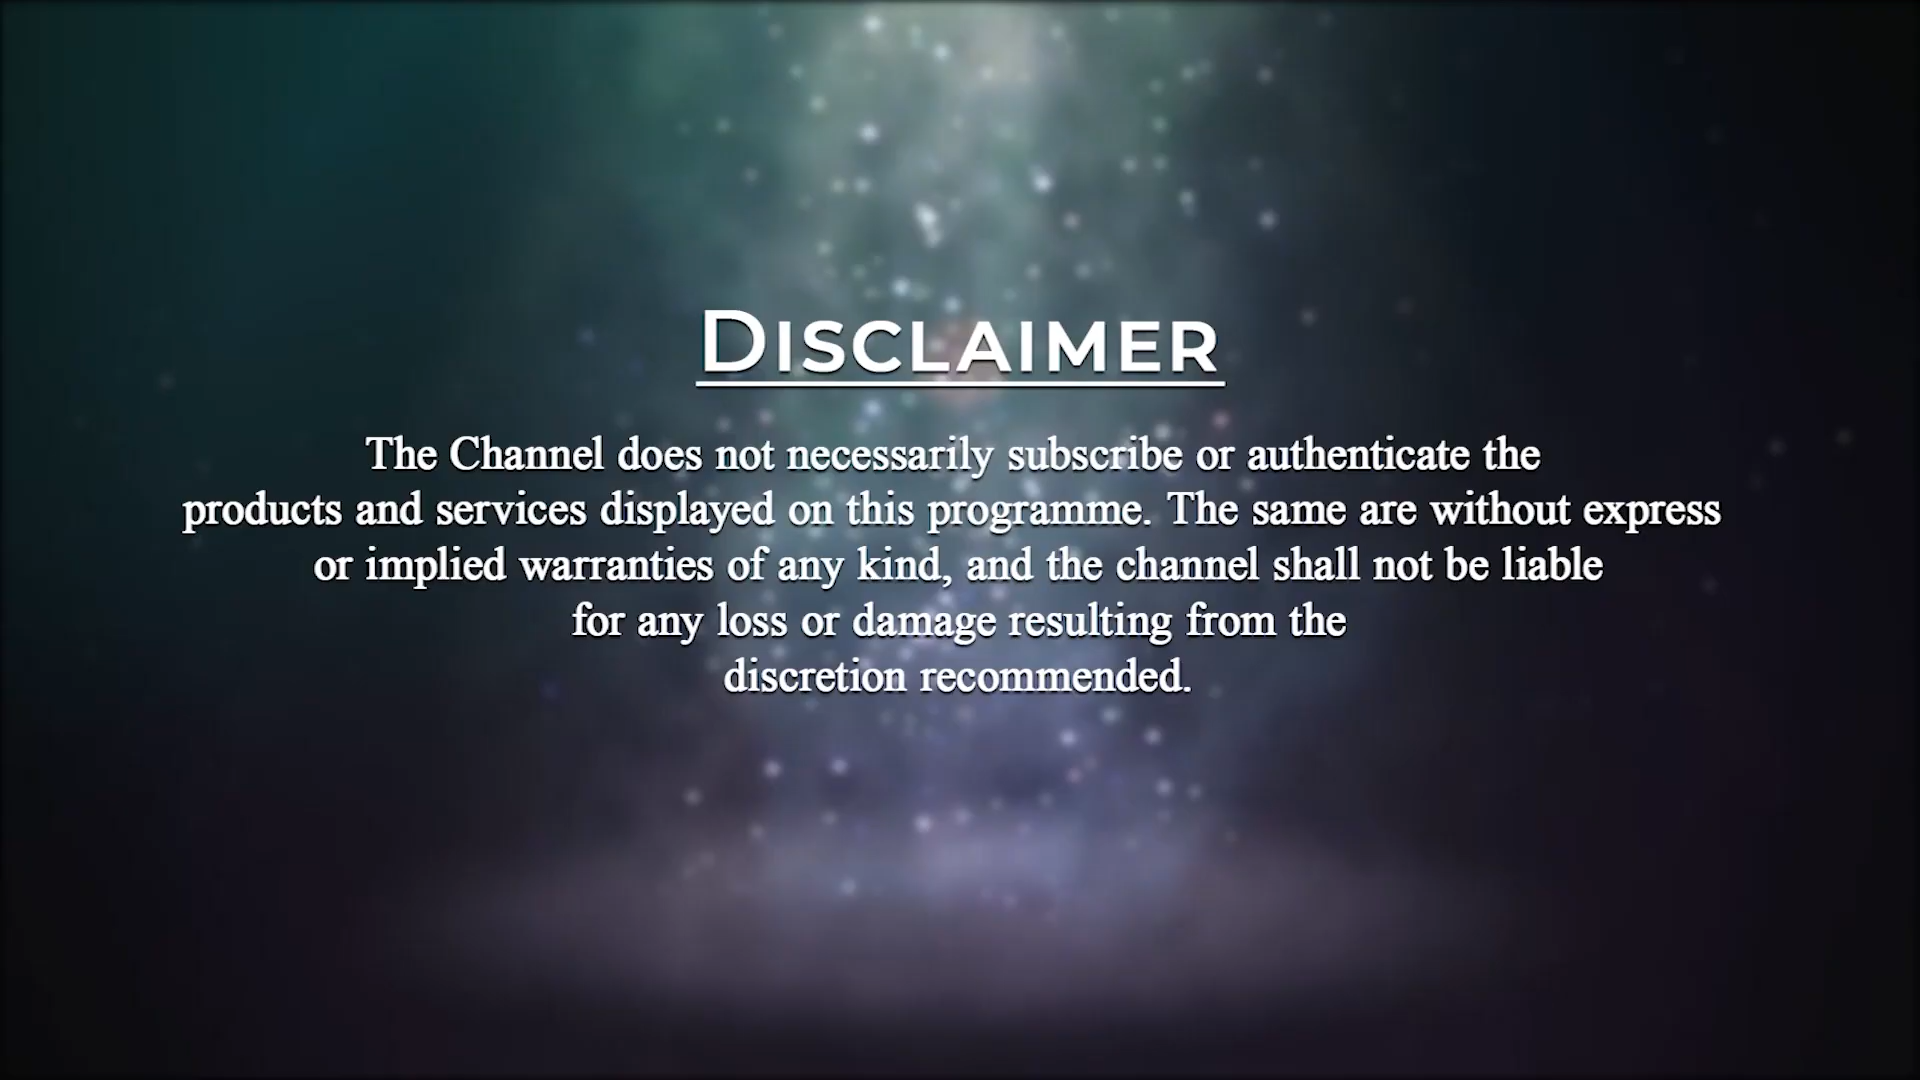 DISCLAIMER
The Channel does not necessarily subscribe or authenticate the
products and services displayed on this programme. The same are without express
or implied warranties of any kind, and the channel shall not be liable
for any loss or damage resulting from the
discretion recommended.